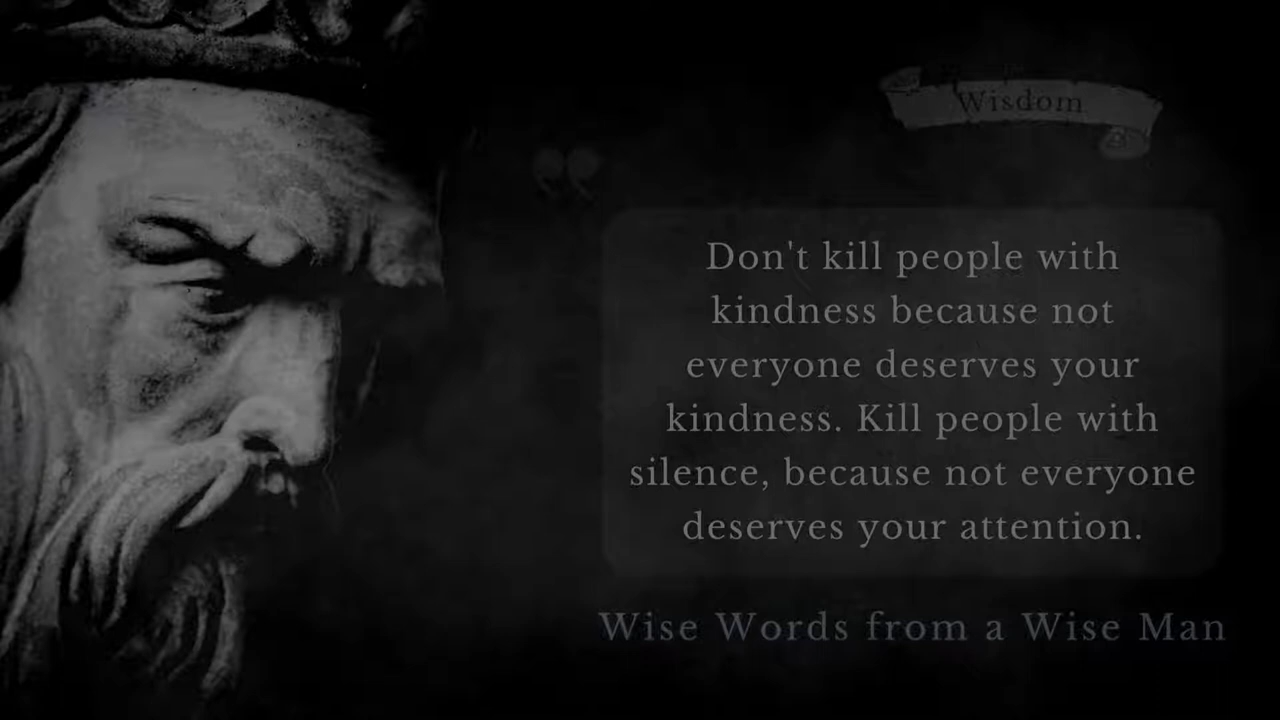 Wisdom
Don't kill people with
kindness because not
everyone deserves your
kindness. Kill people with
silence, because not everyone
deserves your attention.
Wise Words from a Wise Man